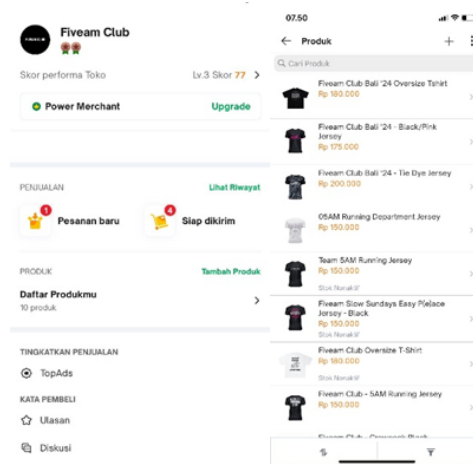 Fiveam Club
Skor performa Toko
Lv.3 Skor 77
Power Merchant
Upgrade
PENJUALAN
Lihat Riwayat
1
Pesanan baru
4
Siap dikirim
PRODUK
Tambah Produk
Daftar Produkmu
10 produk
TINGKATKAN PENJUALAN
TopAds
KATA PEMBELI
Ulasan
Diskusi
07.50
Produk
Cari Produk
Fiveam Club Bali '24 Oversize Tshirt
Rp 180.000
Fiveam Club Bali '24 - Black/Pink
Jersey
Rp 175.000
Fiveam Club Bali '24 - Tie Dye Jersey
Rp 200.000
05AM Running Department Jersey
Rp 150.000
Team 5AM Running Jersey
Rp 150.000
Stok Nonaktif
Fiveam Slow Sundays Easy P(e)ace
Jersey - Black
Rp 150.000
Stok Nonaktif
Fiveam Club Oversize T-Shirt
Rp 180.000
Stok Nonaktif
Fiveam Club - 5AM Running Jersey
Rp 150.000
Fiveam Club - Crewneck Black